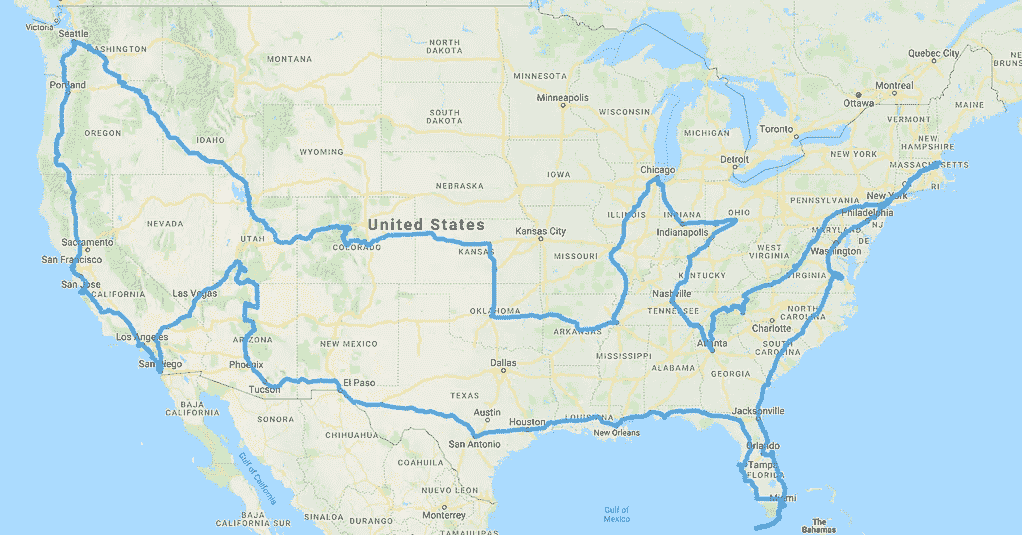 Victoria
Seattle
WASHINGTON
Portland
OREGON
IDAHO
MONTANA
WYOMING
NORTH
DAKOTA
SOUTH
DAKOTA
MINNESOTA
Minneapolis
WISCONSIN
MICHIGAN
Quebec City
Montreal
Ottawa
NEW
BRUNS
MAINE
VERMONT
NEW
HAMPSHIRE
Toronto
NEW YORK
MASSACHUSETTS
RI
Detroit
Chicago
IOWA
NEBRASKA
NEVADA
UTAH
COLORADO
United States
KANSAS
Kansas City
MISSOURI
ILLINOIS
INDIANA
Indianapolis
OHIO
PENNSYLVANIA
New York
Philadelphia
MARYLAND
DE
NJ
Washington
WEST
VIRGINIA
VIRGINIA
KENTUCKY
Nashville
TENNESSEE
NORTH
CAROLINA
Charlotte
SOUTH
CAROLINA
Atlanta
GEORGIA
ALABAMA
MISSISSIPPI
ARKANSAS
OKLAHOMA
Sacramento
San Francisco
San Jose
CALIFORNIA
Las Vegas
Los Angeles
San Diego
ARIZONA
Phoenix
Tucson
NEW MEXICO
El Paso
Dallas
TEXAS
Austin
San Antonio
Houston
LOUISIANA
New Orleans
Jacksonville
Orlando
Tampa
FLORIDA
Miami
BAJA
CALIFORNIA
SONORA
CHIHUAHUA
COAHUILA
Gulf of California
NUEVO LEON
Monterrey
BAJA
CALIFORNIA SUR
SINALOA
DURANGO
TAMAULIPAS
Gulf of
Mexico
The
Bahamas